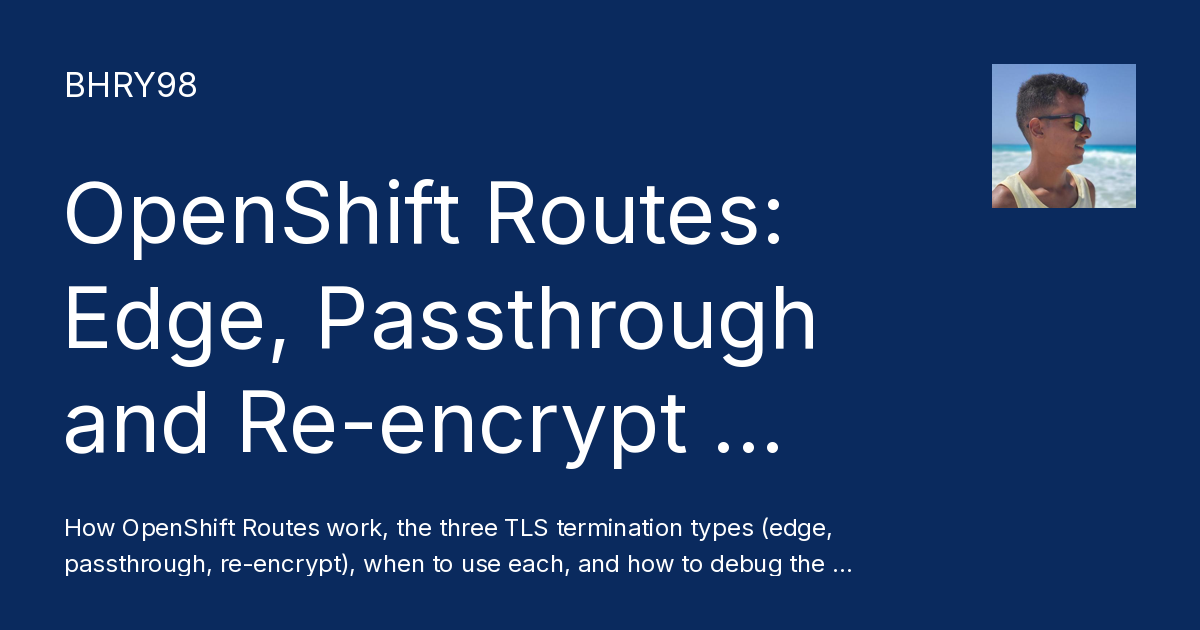 BHRY98
OpenShift Routes:
Edge, Passthrough
and Re-encrypt ...
How OpenShift Routes work, the three TLS termination types (edge,
passthrough, re-encrypt), when to use each, and how to debug the ...